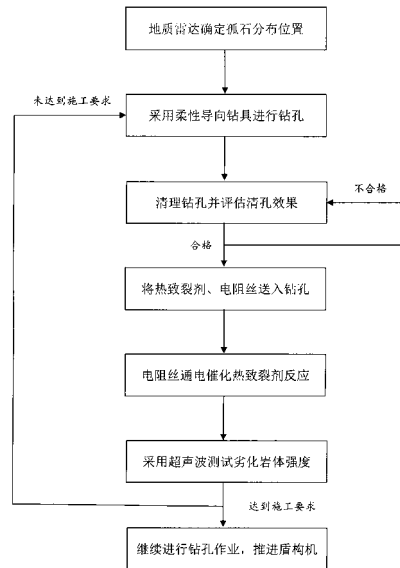 地质雷达确定孤石分布位置
未达到施工要求
采用柔性导向钻具进行钻孔
清理钻孔并评估清孔效果
不合格
合格
将热致裂剂、电阻丝送入钻孔
电阻丝通电催化热致裂剂反应
采用超声波测试劣化岩体强度
达到施工要求
继续进行钻孔作业，推进盾构机